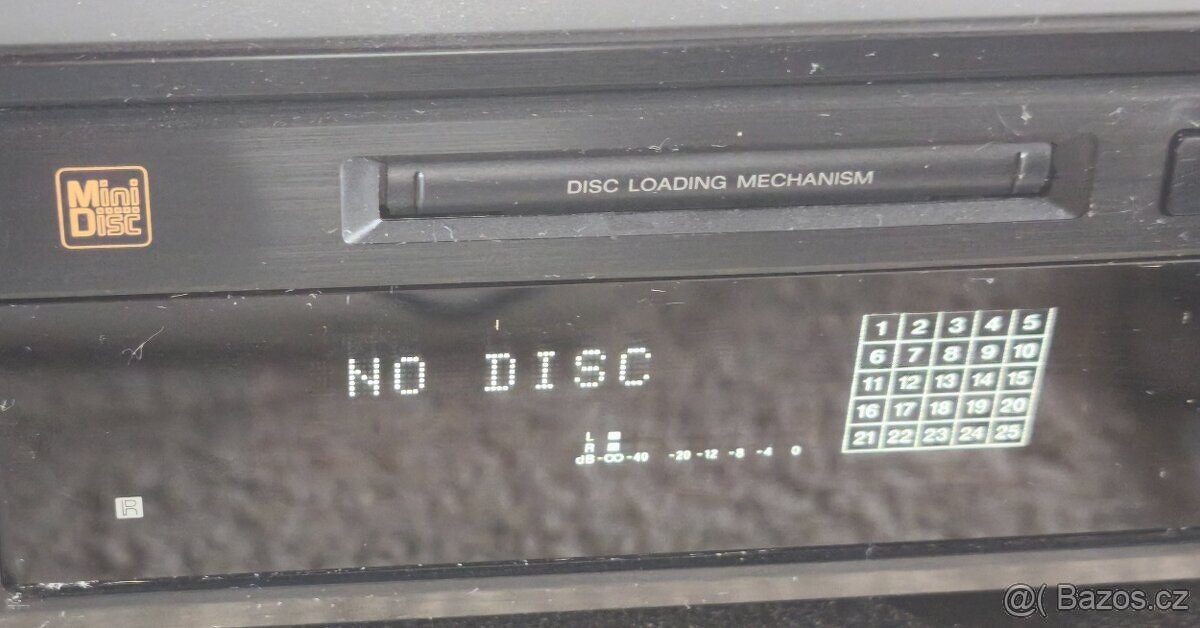 Mini
Disc
DISC LOADING MECHANISM
NO DISC
1 2 3 4 5
6 7 8 9 10
11 12 13 14 15
16 17 18 19 20
21 22 23 24 25
L
R
dB-∞-40 -20 -12 -8 -4 0
R
@( Bazos.cz